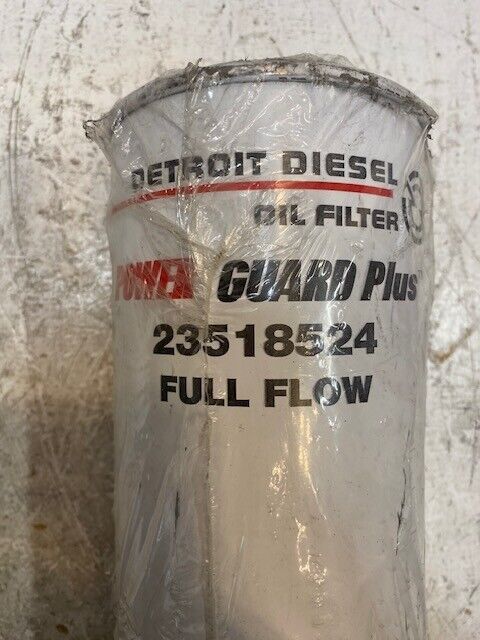 DETROIT DIESEL
OIL FILTER
POWER GUARD Plus
23518524
FULL FLOW